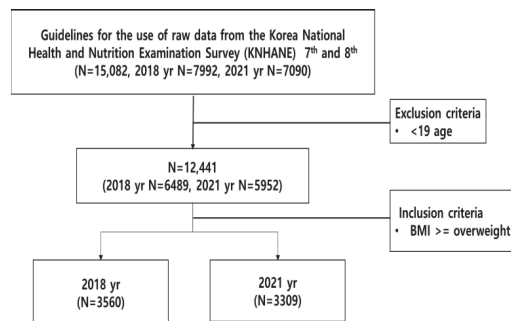 Guidelines for the use of raw data from the Korea National
Health and Nutrition Examination Survey (KNHANE) 7th and 8th
(N=15,082, 2018 yr N=7992, 2021 yr N=7090)
Exclusion criteria
• <19 age
N=12,441
(2018 yr N=6489, 2021 yr N=5952)
Inclusion criteria
• BMI >= overweight
2018 yr
(N=3560)
2021 yr
(N=3309)